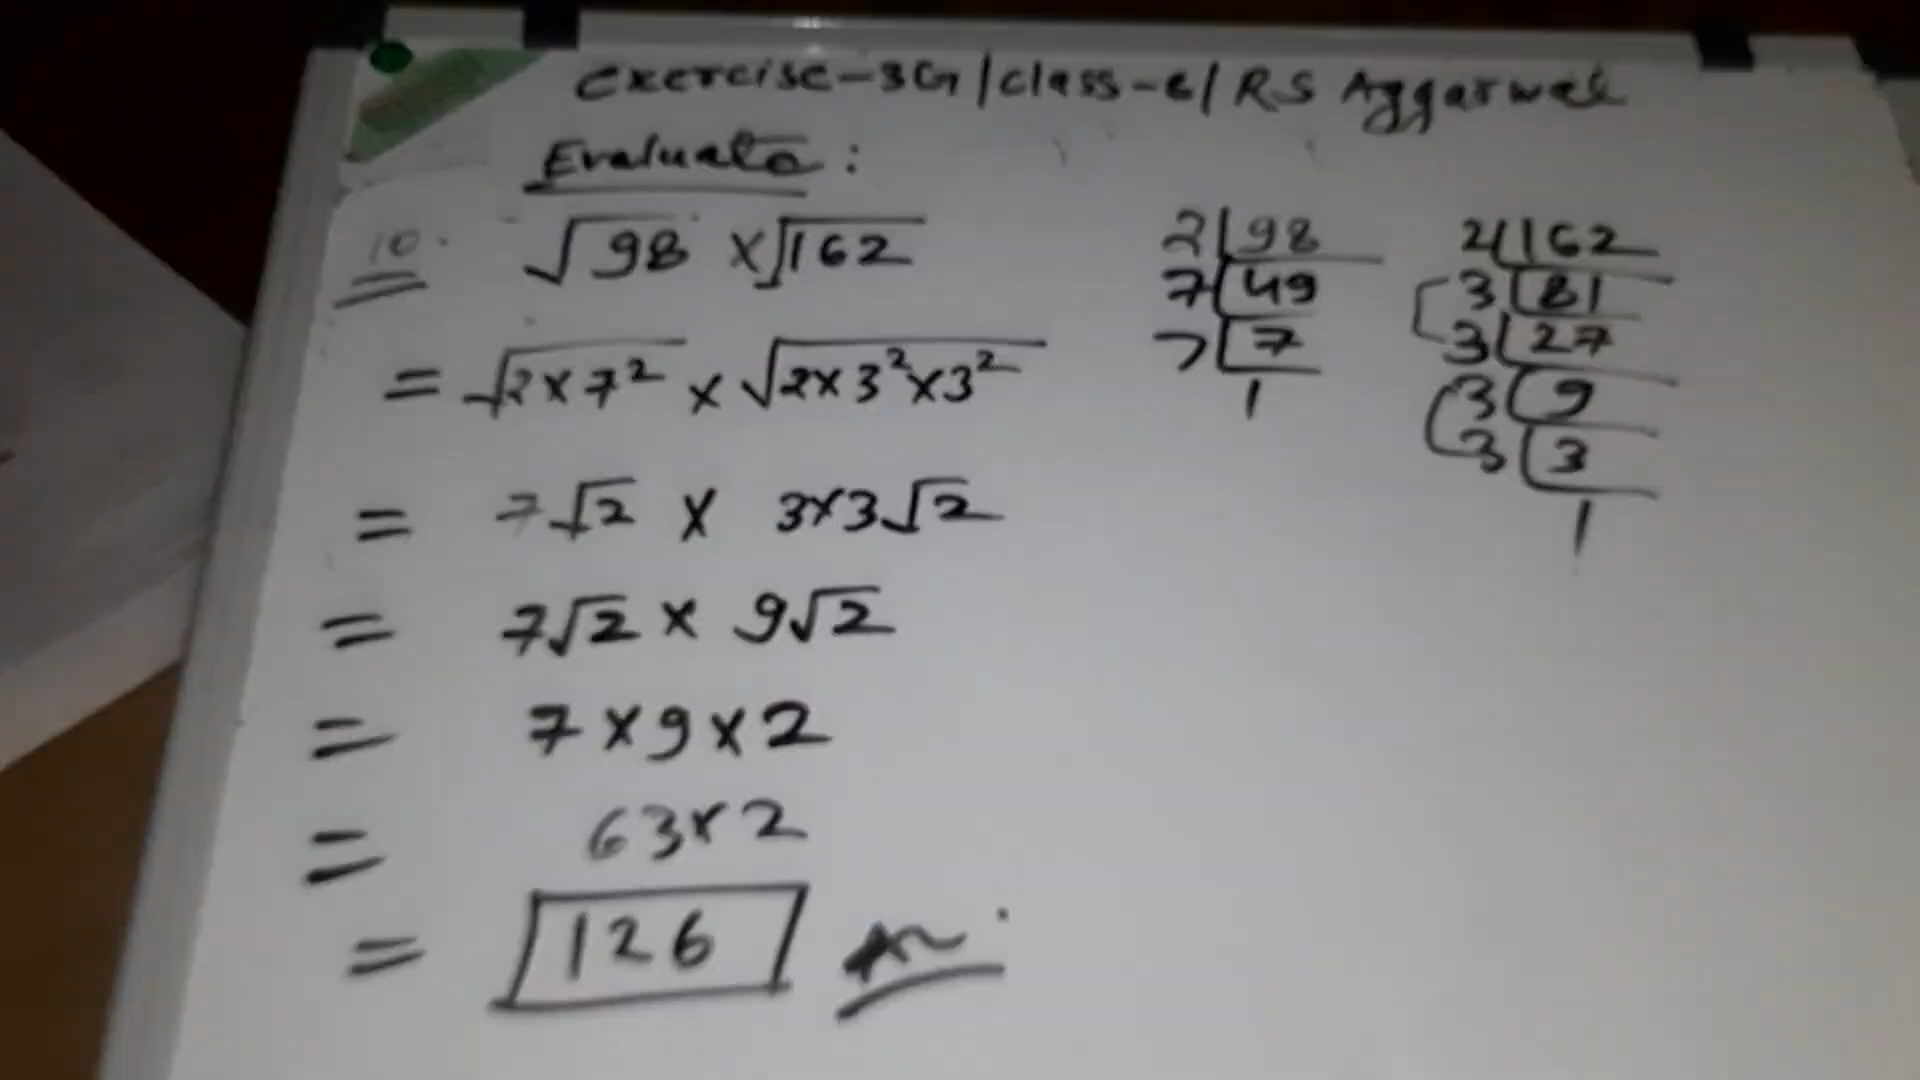 Exercise-3G/class-8/RS Aggarwal
Evaluate:
10. √98 × √162
= √2×7² × √2×3²×3²
= 7√2 × 3×3√2
= 7√2 × 9√2
= 7×9×2
= 63×2
= 126 Ans.
2 98
7 49
7 7
1
2 162
3 81
3 27
3 9
3 3
1